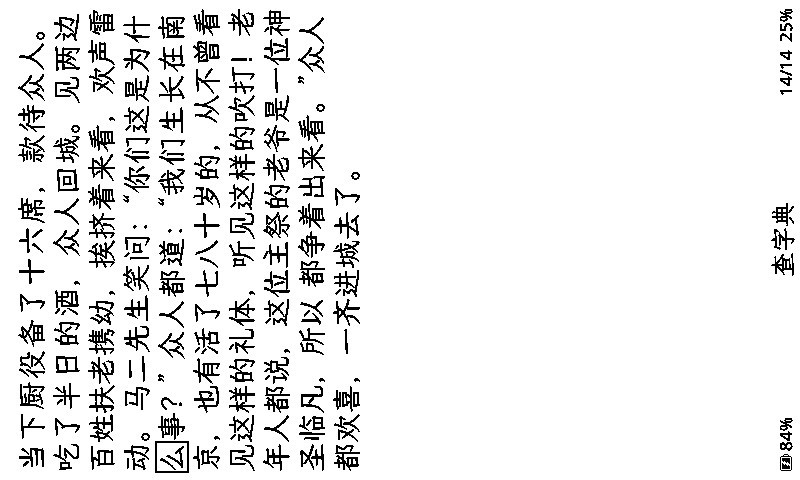 当下厨役备了十六席，款待众人。
吃了半日的酒，众人回城。见两边
百姓扶老携幼，挨挤着来看，欢声雷
动。马二先生笑问：“你们这是为什
么事？”众人都道：“我们生长在南
京，也有活了七八十岁的，从不曾看
见这样的礼体，听见这样的吹打！老
年人都说，这位主祭的老爷是一位神
圣临凡，所以都争着出来看。”众人
都欢喜，一齐进城去了。
84% 查字典 14/14 25%